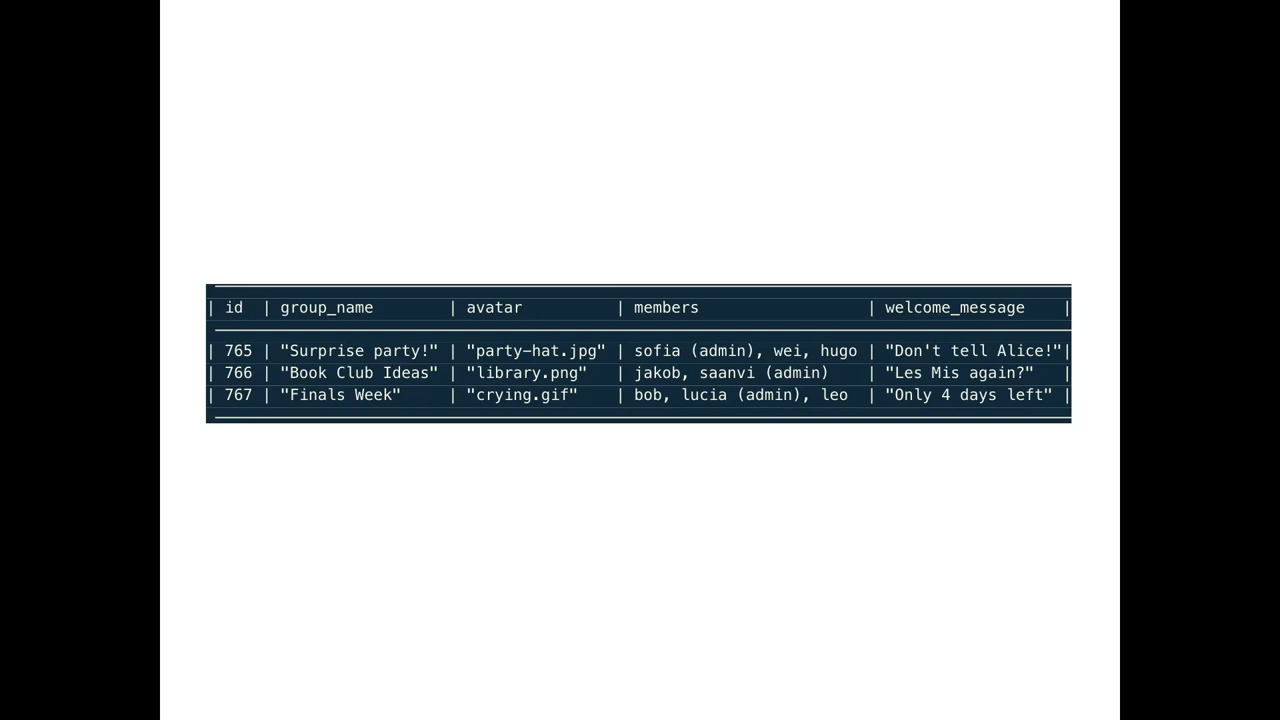 | id | group_name | avatar | members | welcome_message |
| 765 | "Surprise party!" | "party-hat.jpg" | sofia (admin), wei, hugo | "Don't tell Alice!"|
| 766 | "Book Club Ideas" | "library.png" | jakob, saanvi (admin) | "Les Mis again?" |
| 767 | "Finals Week" | "crying.gif" | bob, lucia (admin), leo | "Only 4 days left" |